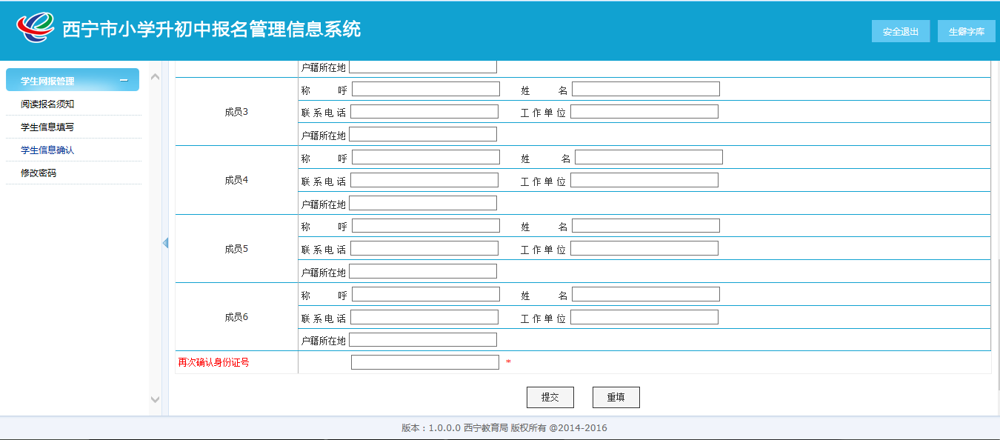 西宁市小学升初中报名管理信息系统
安全退出 生僻字库
学生网报管理
阅读报名须知
学生信息填写
学生信息确认
修改密码
户籍所在地
成员3
称 呼 姓 名
联系电话 工作单位
户籍所在地
成员4
称 呼 姓 名
联系电话 工作单位
户籍所在地
成员5
称 呼 姓 名
联系电话 工作单位
户籍所在地
成员6
称 呼 姓 名
联系电话 工作单位
户籍所在地
再次确认身份证号 *
提交 重填
版本：1.0.0.0 西宁教育局 版权所有 @2014-2016